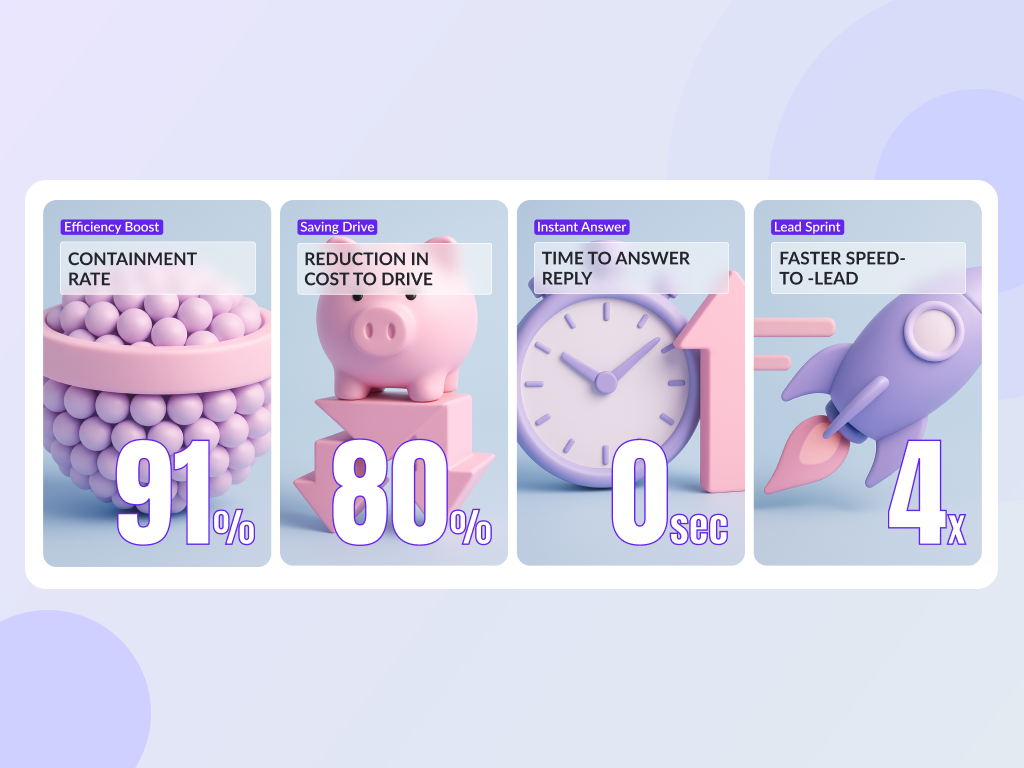 Efficiency Boost
CONTAINMENT
RATE
91%
Saving Drive
REDUCTION IN
COST TO DRIVE
80%
Instant Answer
TIME TO ANSWER
REPLY
0sec
1
Lead Sprint
FASTER SPEED-
TO -LEAD
4x